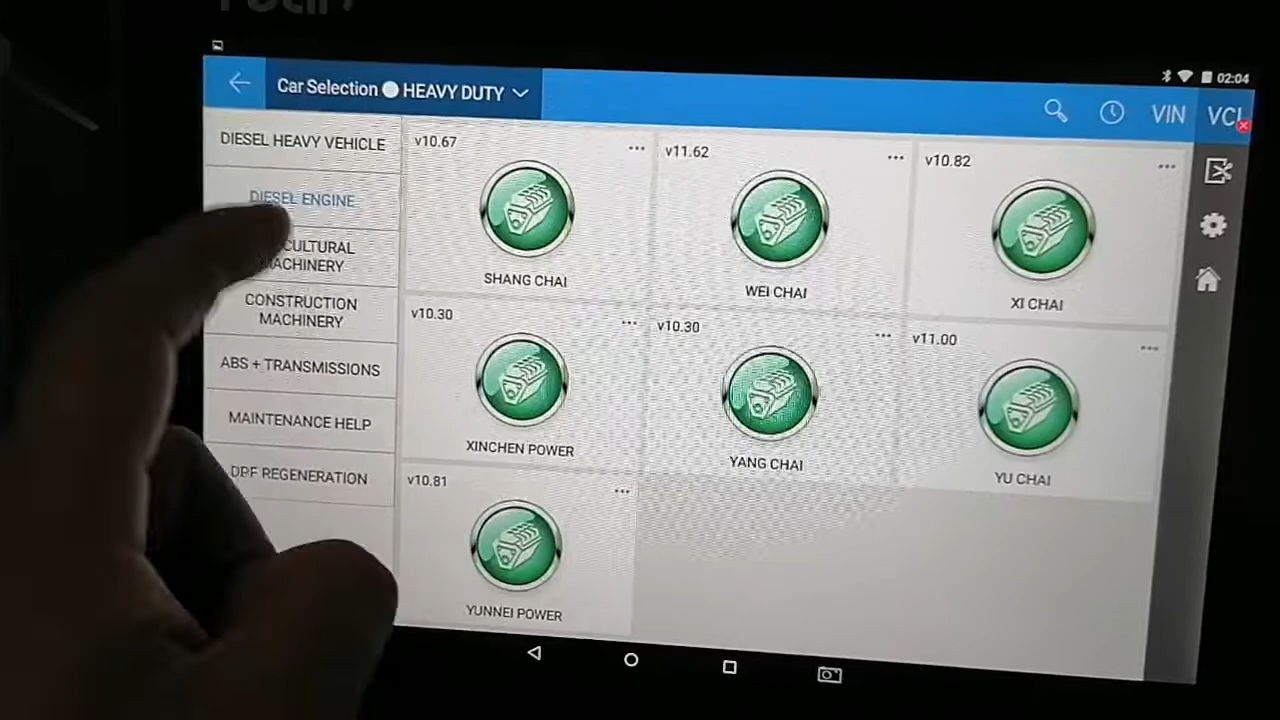 02:04
Car Selection HEAVY DUTY
VIN
VCI
DIESEL HEAVY VEHICLE
DIESEL ENGINE
CULTURAL
MACHINERY
CONSTRUCTION
MACHINERY
ABS + TRANSMISSIONS
MAINTENANCE HELP
DPF REGENERATION
v10.67
SHANG CHAI
v11.62
WEI CHAI
v10.82
XI CHAI
v10.30
XINCHEN POWER
v10.30
YANG CHAI
v11.00
YU CHAI
v10.81
YUNNEI POWER